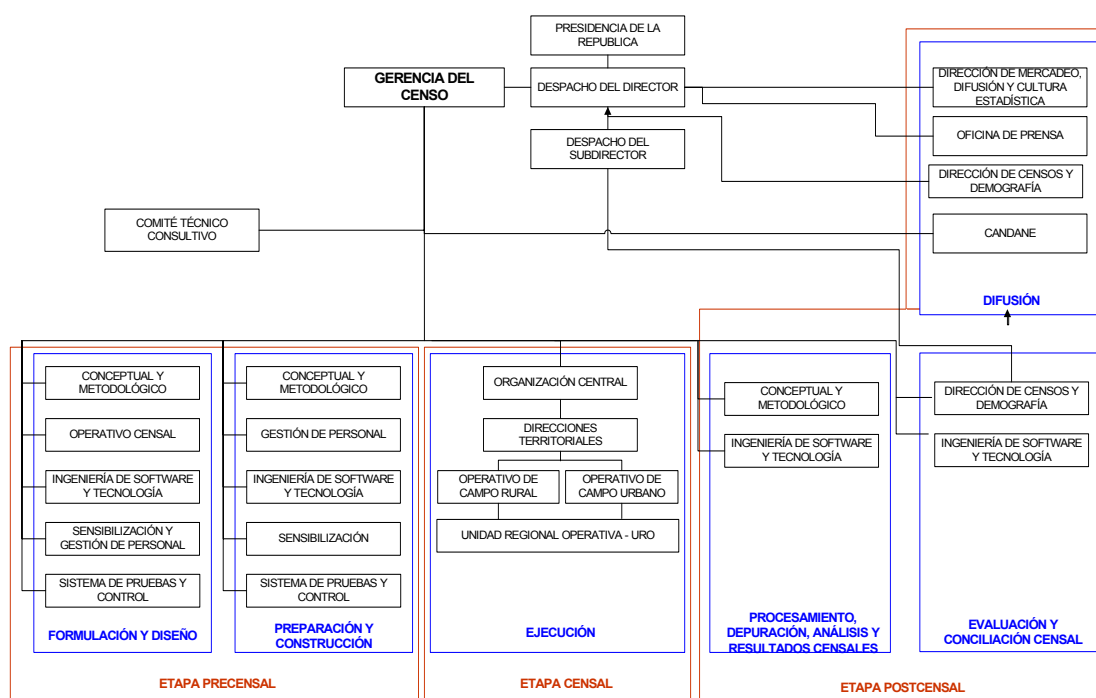 PRESIDENCIA DE LA
REPUBLICA
GERENCIA DEL
CENSO
DESPACHO DEL DIRECTOR
DESPACHO DEL
SUBDIRECTOR
COMITÉ TÉCNICO
CONSULTIVO
DIRECCIÓN DE MERCADEO,
DIFUSIÓN Y CULTURA
ESTADÍSTICA
OFICINA DE PRENSA
DIRECCIÓN DE CENSOS Y
DEMOGRAFÍA
CANDANE
DIFUSIÓN
CONCEPTUAL Y
METODOLÓGICO
OPERATIVO CENSAL
INGENIERÍA DE SOFTWARE
Y TECNOLOGÍA
SENSIBILIZACIÓN Y
GESTIÓN DE PERSONAL
SISTEMA DE PRUEBAS Y
CONTROL
FORMULACIÓN Y DISEÑO
CONCEPTUAL Y
METODOLÓGICO
GESTIÓN DE PERSONAL
INGENIERÍA DE SOFTWARE
Y TECNOLOGÍA
SENSIBILIZACIÓN
SISTEMA DE PRUEBAS Y
CONTROL
PREPARACIÓN Y
CONSTRUCCIÓN
ETAPA PRECENSAL
ORGANIZACIÓN CENTRAL
DIRECCIONES
TERRITORIALES
OPERATIVO DE
CAMPO RURAL
OPERATIVO DE
CAMPO URBANO
UNIDAD REGIONAL OPERATIVA - URO
EJECUCIÓN
ETAPA CENSAL
CONCEPTUAL Y
METODOLÓGICO
INGENIERÍA DE SOFTWARE
Y TECNOLOGÍA
PROCESAMIENTO,
DEPURACIÓN, ANÁLISIS Y
RESULTADOS CENSALES
DIRECCIÓN DE CENSOS Y
DEMOGRAFÍA
INGENIERÍA DE SOFTWARE
Y TECNOLOGÍA
EVALUACIÓN Y
CONCILIACIÓN CENSAL
ETAPA POSTCENSAL